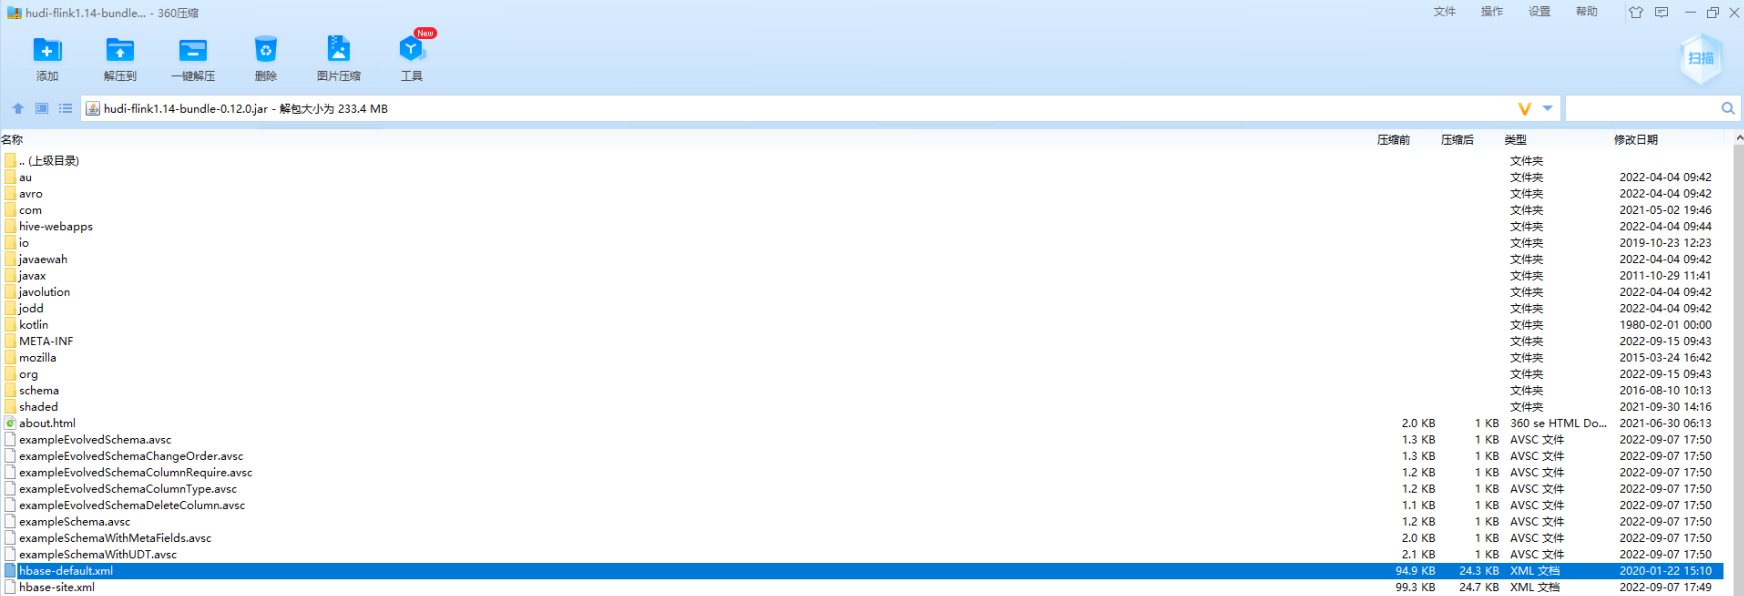 hudi-flink1.14-bundle... - 360压缩 文件 操作 设置 帮助
New
添加 解压到 一键解压 删除 图片压缩 工具 扫描
hudi-flink1.14-bundle-0.12.0.jar - 解包大小为 233.4 MB
名称 压缩前 压缩后 类型 修改日期
.. (上级目录) 文件夹
au 文件夹 2022-04-04 09:42
avro 文件夹 2022-04-04 09:42
com 文件夹 2021-05-02 19:46
hive-webapps 文件夹 2022-04-04 09:44
io 文件夹 2019-10-23 12:23
javaewah 文件夹 2022-04-04 09:42
javax 文件夹 2011-10-29 11:41
javolution 文件夹 2022-04-04 09:42
jodd 文件夹 2022-04-04 09:42
kotlin 文件夹 1980-02-01 00:00
META-INF 文件夹 2022-09-15 09:43
mozilla 文件夹 2015-03-24 16:42
org 文件夹 2022-09-15 09:43
schema 文件夹 2016-08-10 10:13
shaded 文件夹 2021-09-30 14:16
about.html 2.0 KB 1 KB 360 se HTML Do... 2021-06-30 06:13
exampleEvolvedSchema.avsc 1.3 KB 1 KB AVSC 文件 2022-09-07 17:50
exampleEvolvedSchemaChangeOrder.avsc 1.3 KB 1 KB AVSC 文件 2022-09-07 17:50
exampleEvolvedSchemaColumnRequire.avsc 1.2 KB 1 KB AVSC 文件 2022-09-07 17:50
exampleEvolvedSchemaColumnType.avsc 1.2 KB 1 KB AVSC 文件 2022-09-07 17:50
exampleEvolvedSchemaDeleteColumn.avsc 1.1 KB 1 KB AVSC 文件 2022-09-07 17:50
exampleSchema.avsc 1.2 KB 1 KB AVSC 文件 2022-09-07 17:50
exampleSchemaWithMetaFields.avsc 2.0 KB 1 KB AVSC 文件 2022-09-07 17:50
exampleSchemaWithUDT.avsc 2.1 KB 1 KB AVSC 文件 2022-09-07 17:50
hbase-default.xml 94.9 KB 24.3 KB XML 文档 2020-01-22 15:10
hbase-site.xml 99.3 KB 24.7 KB XML 文档 2022-09-07 17:49